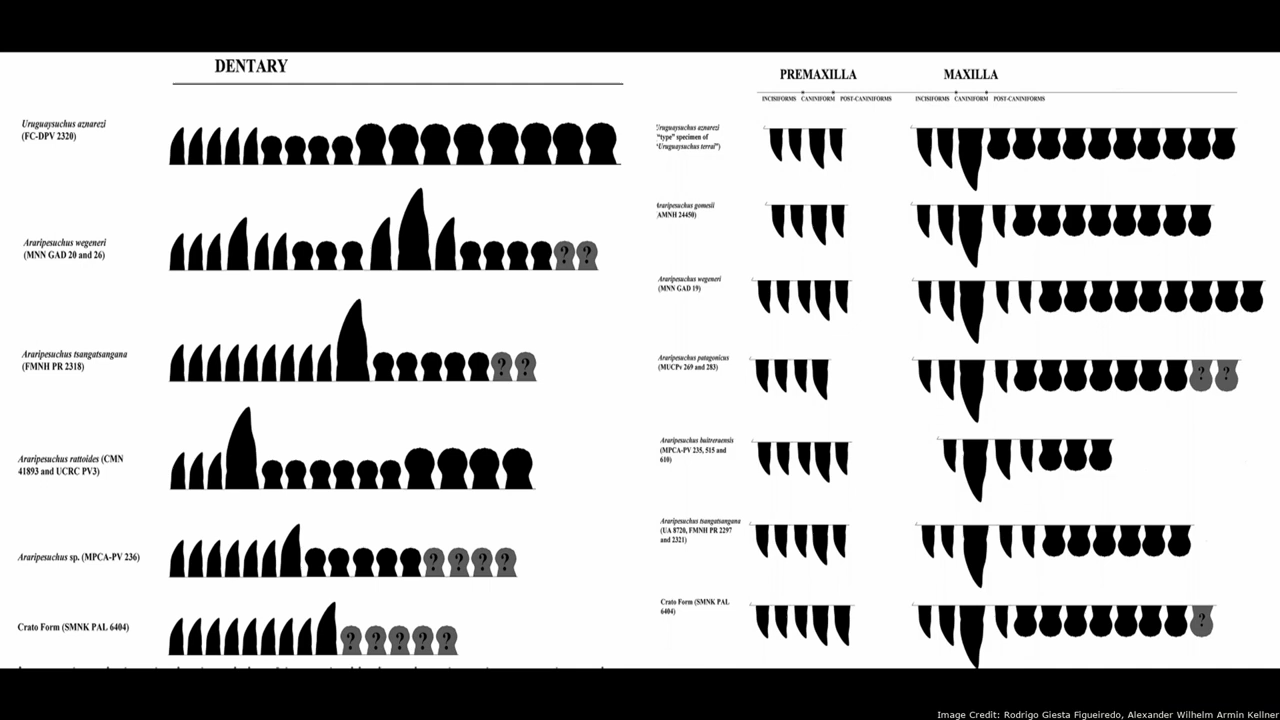 DENTARY
Uruguaysuchus aznarezi
(FC-DPV 2320)
Araripesuchus wegeneri
(MNN GAD 20 and 26)
? ?
Araripesuchus tsangatsangana
(FMNH PR 2318)
? ?
Araripesuchus rattoides (CMN
41893 and UCRC PV3)
Araripesuchus sp. (MPCA-PV 236)
? ? ? ?
Crato Form (SMNK PAL 6404)
? ? ? ? ?
PREMAXILLA
MAXILLA
INCISIFORMS CANINIFORM POST-CANINIFORMS
INCISIFORMS CANINIFORM POST-CANINIFORMS
Uruguaysuchus aznarezi
"type" specimen of
"Uruguaysuchus terrai")
Araripesuchus gomesii
AMNH 24450)
Araripesuchus wegeneri
(MNN GAD 19)
Araripesuchus patagonicus
(MUCPv 269 and 283)
? ?
Araripesuchus buitreraensis
(MPCA-PV 235, 515 and
610)
Araripesuchus tsangatsangana
(UA 8720, FMNH PR 2297
and 2321)
Crato Form (SMNK PAL
6404)
?
Image Credit: Rodrigo Giesta Figueiredo, Alexander Wilhelm Armin Kellner